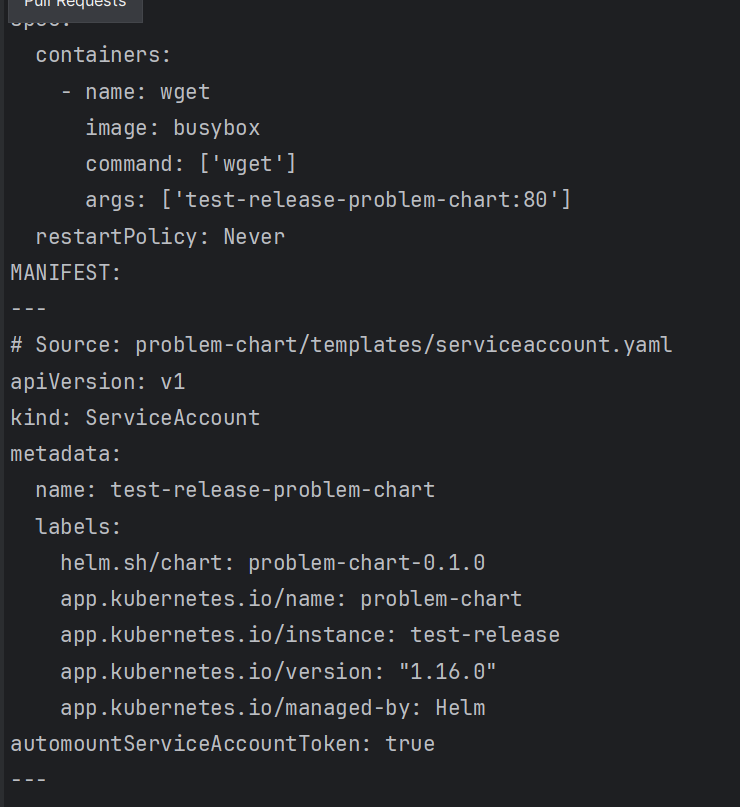 Pull Requests
spec:
  containers:
    - name: wget
      image: busybox
      command: ['wget']
      args: ['test-release-problem-chart:80']
  restartPolicy: Never
MANIFEST:
---
# Source: problem-chart/templates/serviceaccount.yaml
apiVersion: v1
kind: ServiceAccount
metadata:
  name: test-release-problem-chart
  labels:
    helm.sh/chart: problem-chart-0.1.0
    app.kubernetes.io/name: problem-chart
    app.kubernetes.io/instance: test-release
    app.kubernetes.io/version: "1.16.0"
    app.kubernetes.io/managed-by: Helm
automountServiceAccountToken: true
---